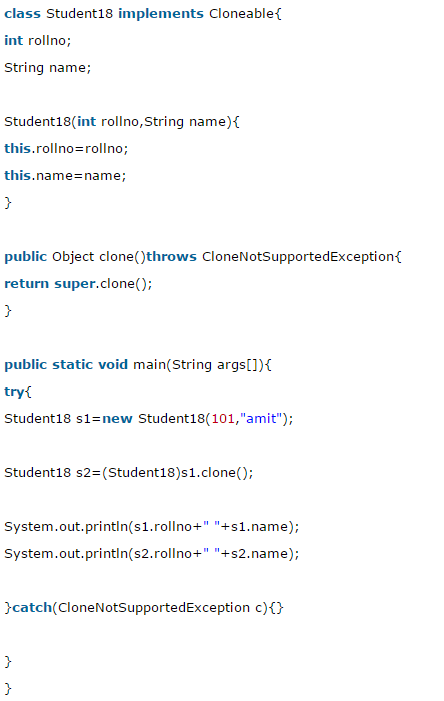 class Student18 implements Cloneable{
int rollno;
String name;
Student18(int rollno,String name){
this.rollno=rollno;
this.name=name;
}
public Object clone()throws CloneNotSupportedException{
return super.clone();
}
public static void main(String args[]){
try{
Student18 s1=new Student18(101,"amit");
Student18 s2=(Student18)s1.clone();
System.out.println(s1.rollno+" "+s1.name);
System.out.println(s2.rollno+" "+s2.name);
}catch(CloneNotSupportedException c){}
}
}